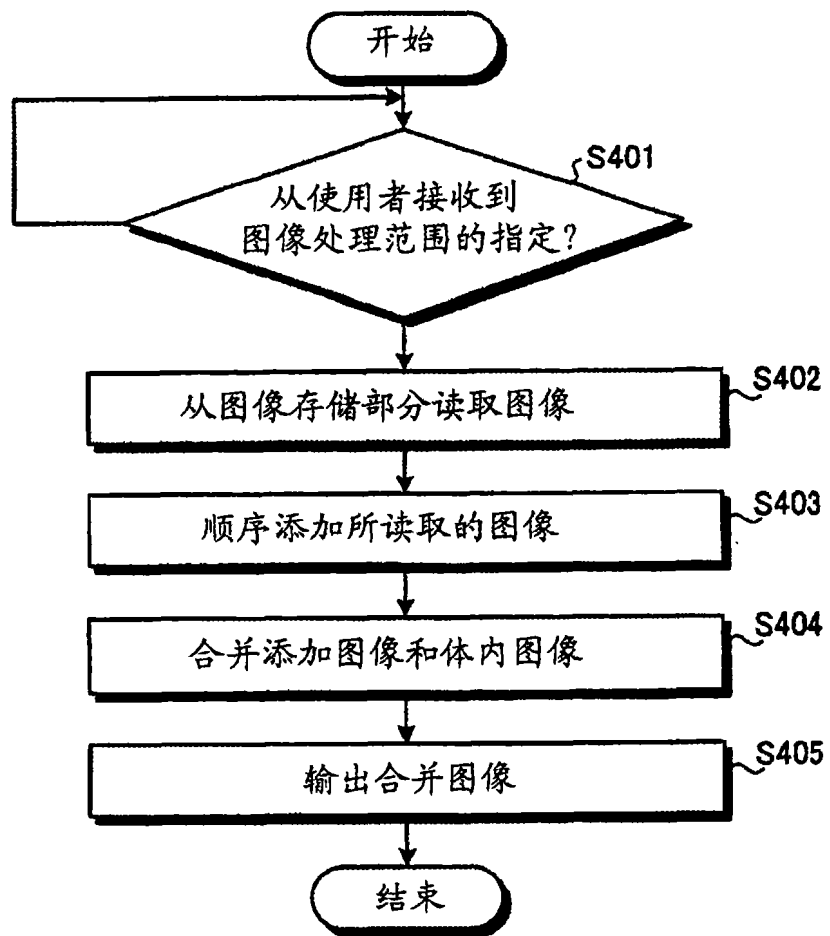 开始
S401
从使用者接收到
图像处理范围的指定?
S402
从图像存储部分读取图像
S403
顺序添加所读取的图像
S404
合并添加图像和体内图像
S405
输出合并图像
结束